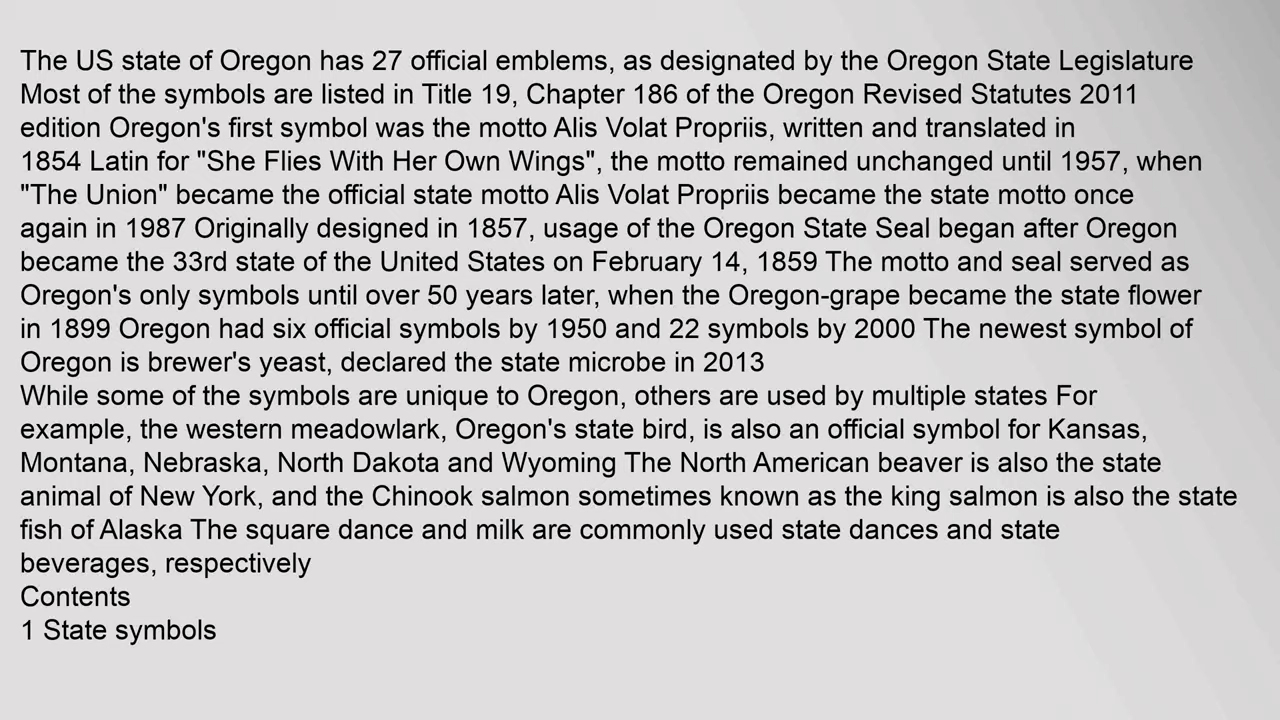 The US state of Oregon has 27 official emblems, as designated by the Oregon State Legislature
Most of the symbols are listed in Title 19, Chapter 186 of the Oregon Revised Statutes 2011
edition Oregon's first symbol was the motto Alis Volat Propriis, written and translated in
1854 Latin for "She Flies With Her Own Wings", the motto remained unchanged until 1957, when
"The Union" became the official state motto Alis Volat Propriis became the state motto once
again in 1987 Originally designed in 1857, usage of the Oregon State Seal began after Oregon
became the 33rd state of the United States on February 14, 1859 The motto and seal served as
Oregon's only symbols until over 50 years later, when the Oregon-grape became the state flower
in 1899 Oregon had six official symbols by 1950 and 22 symbols by 2000 The newest symbol of
Oregon is brewer's yeast, declared the state microbe in 2013
While some of the symbols are unique to Oregon, others are used by multiple states For
example, the western meadowlark, Oregon's state bird, is also an official symbol for Kansas,
Montana, Nebraska, North Dakota and Wyoming The North American beaver is also the state
animal of New York, and the Chinook salmon sometimes known as the king salmon is also the state
fish of Alaska The square dance and milk are commonly used state dances and state
beverages, respectively
Contents
1 State symbols